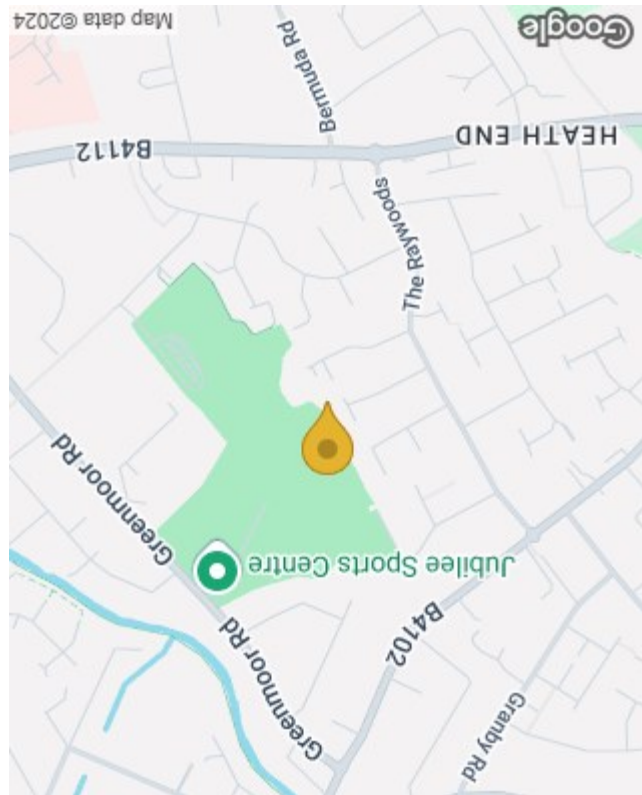 Granby Rd
Greenmoor Rd
B4102
Jubilee Sports Centre
Greenmoor Rd
The Raywoods
HEATH END
B4112
Bermuda Rd
Google
Map data ©2024